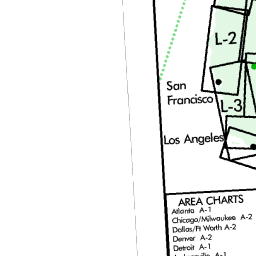 L-2
San
Francisco
L-3
Los Angeles
AREA CHARTS
Atlanta A-1
Chicago/Milwaukee A-2
Dallas/Ft Worth A-2
Denver A-2
Detroit A-1